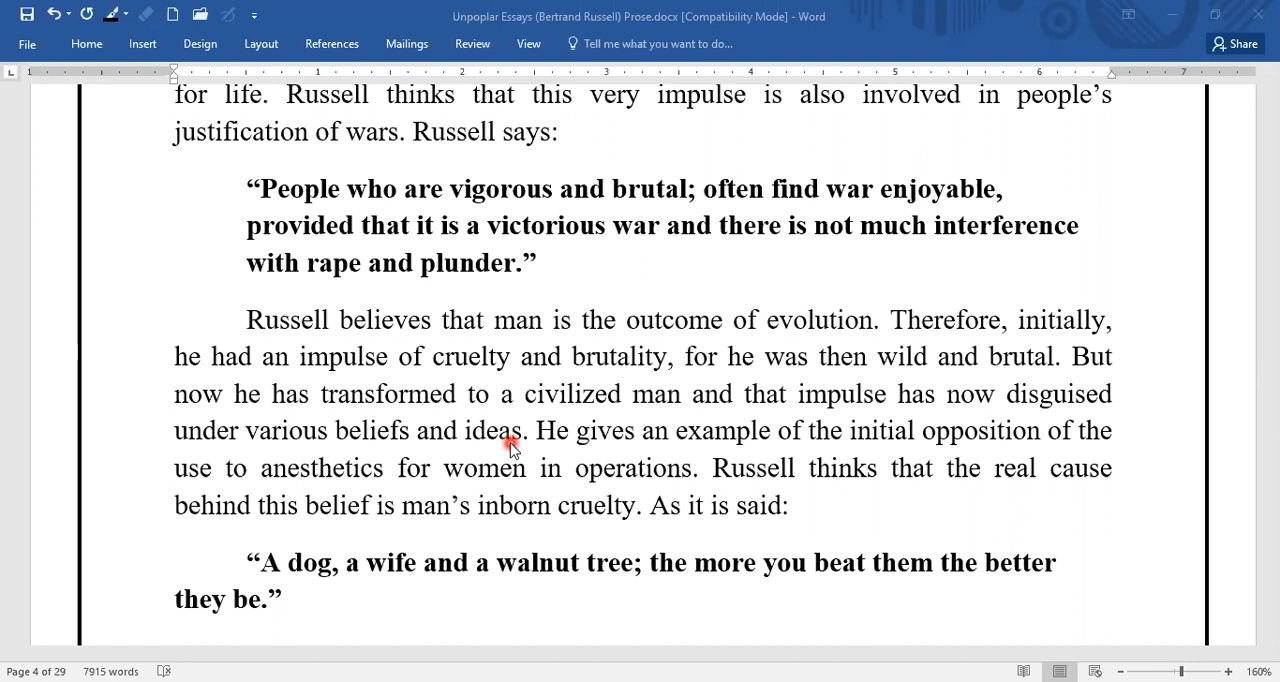 Unpoplar Essays (Bertrand Russell) Prose.docx [Compatibility Mode] - Word
File Home Insert Design Layout References Mailings Review View Tell me what you want to do... Share
1 1 2 3 4 5 6 7
for life. Russell thinks that this very impulse is also involved in people’s
justification of wars. Russell says:
“People who are vigorous and brutal; often find war enjoyable,
provided that it is a victorious war and there is not much interference
with rape and plunder.”
Russell believes that man is the outcome of evolution. Therefore, initially,
he had an impulse of cruelty and brutality, for he was then wild and brutal. But
now he has transformed to a civilized man and that impulse has now disguised
under various beliefs and ideas. He gives an example of the initial opposition of the
use to anesthetics for women in operations. Russell thinks that the real cause
behind this belief is man’s inborn cruelty. As it is said:
“A dog, a wife and a walnut tree; the more you beat them the better
they be.”
Page 4 of 29 7915 words 160%